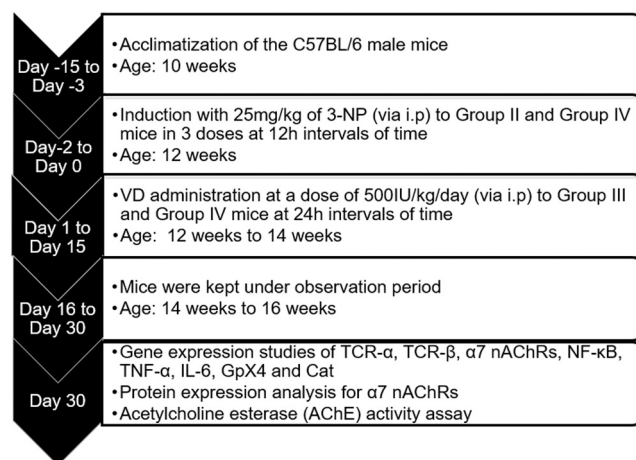 Day -15 to
Day -3
•Acclimatization of the C57BL/6 male mice
•Age: 10 weeks
Day-2 to
Day 0
•Induction with 25mg/kg of 3-NP (via i.p) to Group II and Group IV
mice in 3 doses at 12h intervals of time
•Age: 12 weeks
Day 1 to
Day 15
•VD administration at a dose of 500IU/kg/day (via i.p) to Group III
and Group IV mice at 24h intervals of time
•Age: 12 weeks to 14 weeks
Day 16 to
Day 30
•Mice were kept under observation period
•Age: 14 weeks to 16 weeks
Day 30
•Gene expression studies of TCR-α, TCR-β, α7 nAChRs, NF-κB,
TNF-α, IL-6, GpX4 and Cat
•Protein expression analysis for α7 nAChRs
•Acetylcholine esterase (AChE) activity assay